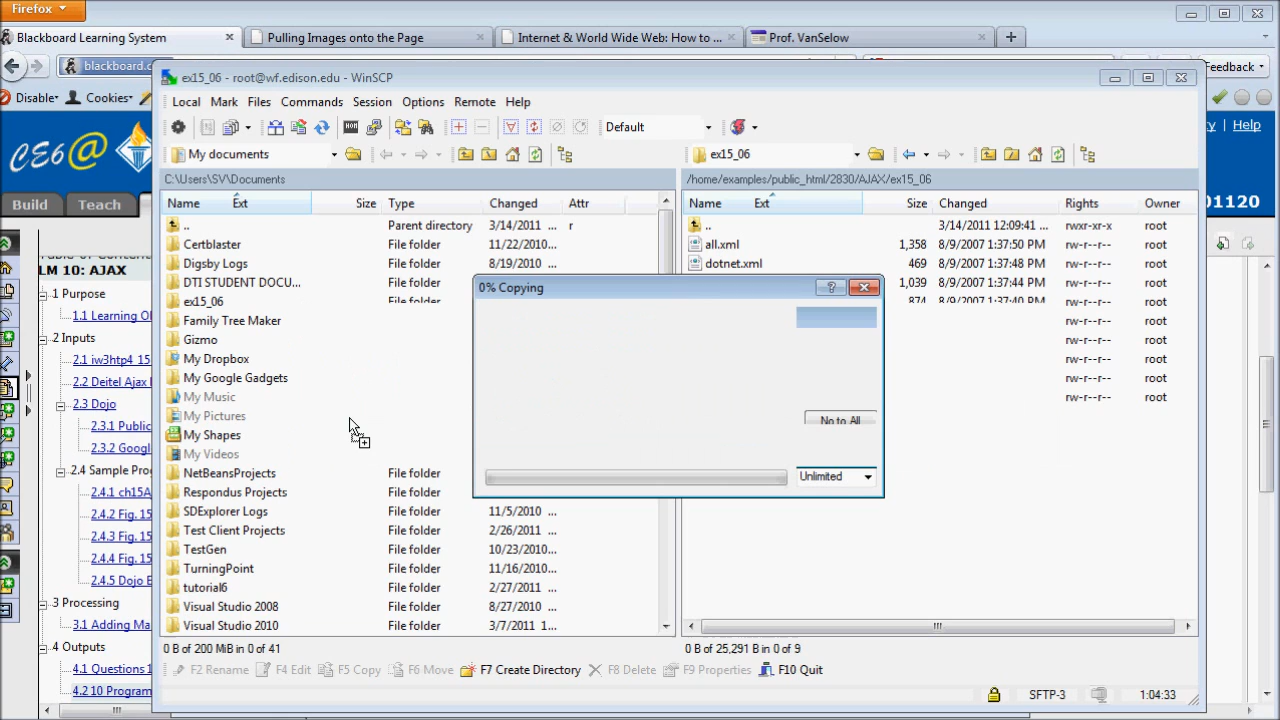 Firefox
Blackboard Learning System
Pulling Images onto the Page
Internet & World Wide Web: How to ...
Prof. VanSelow
blackboard.c
Feedback
Disable
Cookies
ex15_06 - root@wf.edison.edu - WinSCP
Help
Local Mark Files Commands Session Options Remote Help
Default
CE6@
My documents
ex15_06
C:\Users\SV\Documents
/home/examples/public_html/2830/AJAX/ex15_06
Build
Teach
01120
Name Ext Size Type Changed Attr
Name Ext Size Changed Rights Owner
.. Parent directory 3/14/2011 ... r
.. 3/14/2011 12:09:41 ... rwxr-xr-x root
Certblaster File folder 11/22/2010...
all.xml 1,358 8/9/2007 1:37:50 PM rw-r--r-- root
Digsby Logs File folder 8/19/2010 ...
dotnet.xml 469 8/9/2007 1:37:48 PM rw-r--r-- root
DTI STUDENT DOCU... File folder
1,039 8/9/2007 1:37:44 PM rw-r--r-- root
ex15_06 File folder
874 8/9/2007 1:37:40 PM rw-r--r-- root
Family Tree Maker
rw-r--r-- root
Gizmo
rw-r--r-- root
My Dropbox
rw-r--r-- root
My Google Gadgets
rw-r--r-- root
My Music
rw-r--r-- root
My Pictures
My Shapes
My Videos
NetBeansProjects File folder
Respondus Projects File folder
SDExplorer Logs File folder 11/5/2010 ...
Test Client Projects File folder 2/26/2011 ...
TestGen File folder 10/23/2010...
TurningPoint File folder 11/16/2010...
tutorial6 File folder 2/27/2011 ...
Visual Studio 2008 File folder 8/27/2010 ...
Visual Studio 2010 File folder 3/7/2011 1...
0% Copying
No to All
Unlimited
LM 10: AJAX
1 Purpose
1.1 Learning O
2 Inputs
2.1 iw3htp4_15
2.2 Deitel Ajax
2.3 Dojo
2.3.1 Public
2.3.2 Googl
2.4 Sample Pro
2.4.1 ch15A
2.4.2 Fig. 15
2.4.3 Fig. 15
2.4.4 Fig. 15
2.4.5 Dojo E
3 Processing
3.1 Adding Ma
4 Outputs
4.1 Questions 1
4.2 10 Program
0 B of 200 MiB in 0 of 41
0 B of 25,291 B in 0 of 9
F2 Rename F4 Edit F5 Copy F6 Move F7 Create Directory F8 Delete F9 Properties F10 Quit
SFTP-3
1:04:33